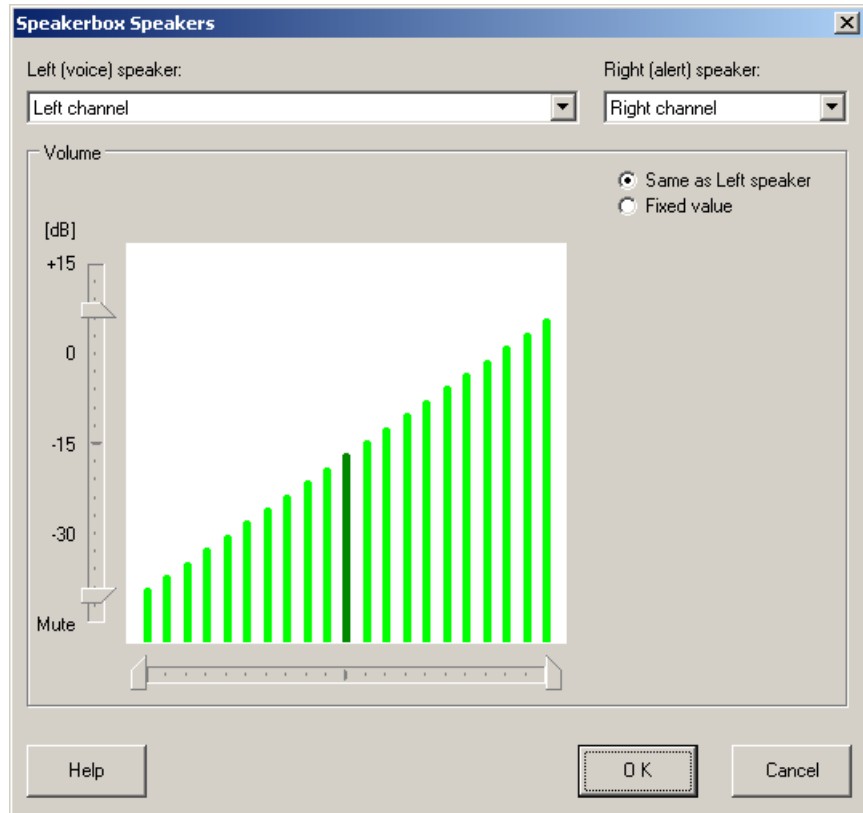 Speakerbox Speakers
Left (voice) speaker:
Right (alert) speaker:
Left channel
Right channel
Volume
Same as Left speaker
Fixed value
[dB]
+15
0
-15
-30
Mute
Help
OK
Cancel